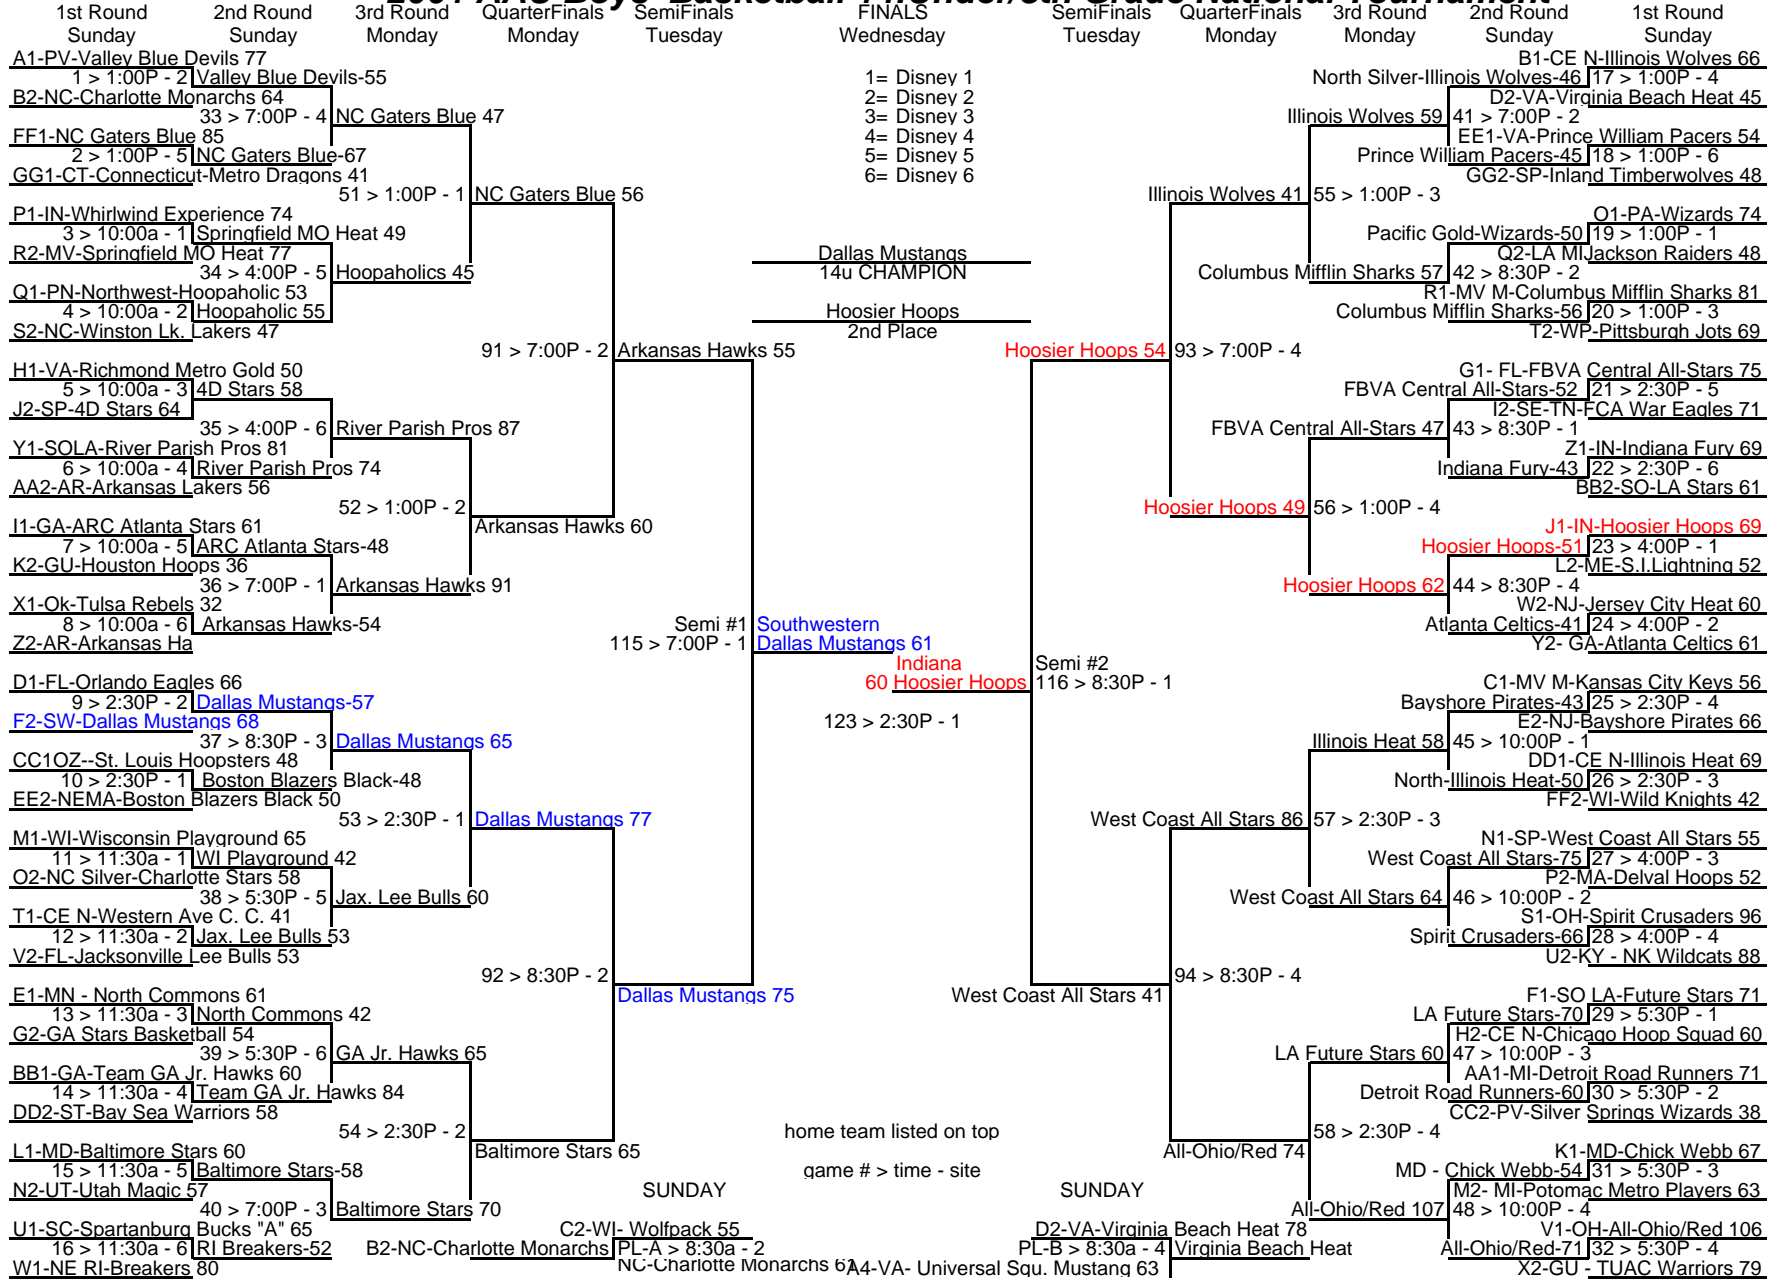 1st Round 2nd Round 3rd Round QuarterFinals SemiFinals FINALS SemiFinals QuarterFinals 3rd Round 2nd Round 1st Round
Sunday Sunday Monday Monday Tuesday Wednesday Tuesday Monday Monday Sunday Sunday
A1-PV-Valley Blue Devils 77
1 > 1:00P - 2 Valley Blue Devils-55
B2-NC-Charlotte Monarchs 64
33 > 7:00P - 4 NC Gaters Blue 47
FF1-NC Gaters Blue 85
2 > 1:00P - 5 NC Gaters Blue-67
GG1-CT-Connecticut-Metro Dragons 41
51 > 1:00P - 1 NC Gaters Blue 56
P1-IN-Whirlwind Experience 74
3 > 10:00a - 1 Springfield MO Heat 49
R2-MV-Springfield MO Heat 77
34 > 4:00P - 5 Hoopaholics 45
Q1-PN-Northwest-Hoopaholic 53
4 > 10:00a - 2 Hoopaholic 55
S2-NC-Winston Lk. Lakers 47
91 > 7:00P - 2 Arkansas Hawks 55
H1-VA-Richmond Metro Gold 50
5 > 10:00a - 3 4D Stars 58
J2-SP-4D Stars 64
35 > 4:00P - 6 River Parish Pros 87
Y1-SOLA-River Parish Pros 81
6 > 10:00a - 4 River Parish Pros 74
AA2-AR-Arkansas Lakers 56
52 > 1:00P - 2
Arkansas Hawks 60
I1-GA-ARC Atlanta Stars 61
7 > 10:00a - 5 ARC Atlanta Stars-48
K2-GU-Houston Hoops 36
36 > 7:00P - 1 Arkansas Hawks 91
X1-Ok-Tulsa Rebels 32
8 > 10:00a - 6 Arkansas Hawks-54
Z2-AR-Arkansas Ha
Semi #1 Southwestern
115 > 7:00P - 1 Dallas Mustangs 61
D1-FL-Orlando Eagles 66
9 > 2:30P - 2 Dallas Mustangs-57
F2-SW-Dallas Mustangs 68
37 > 8:30P - 3 Dallas Mustangs 65
CC1OZ--St. Louis Hoopsters 48
10 > 2:30P - 1 Boston Blazers Black-48
EE2-NEMA-Boston Blazers Black 50
53 > 2:30P - 1 Dallas Mustangs 77
M1-WI-Wisconsin Playground 65
11 > 11:30a - 1 WI Playground 42
O2-NC Silver-Charlotte Stars 58
38 > 5:30P - 5 Jax. Lee Bulls 60
T1-CE N-Western Ave C. C. 41
12 > 11:30a - 2 Jax. Lee Bulls 53
V2-FL-Jacksonville Lee Bulls 53
92 > 8:30P - 2
Dallas Mustangs 75
E1-MN - North Commons 61
13 > 11:30a - 3 North Commons 42
G2-GA Stars Basketball 54
39 > 5:30P - 6 GA Jr. Hawks 65
BB1-GA-Team GA Jr. Hawks 60
14 > 11:30a - 4 Team GA Jr. Hawks 84
DD2-ST-Bay Sea Warriors 58
54 > 2:30P - 2
Baltimore Stars 65
L1-MD-Baltimore Stars 60
15 > 11:30a - 5 Baltimore Stars-58
N2-UT-Utah Magic 57
40 > 7:00P - 3 Baltimore Stars 70
U1-SC-Spartanburg Bucks "A" 65
16 > 11:30a - 6 RI Breakers-52
W1-NE RI-Breakers 80
1= Disney 1
2= Disney 2
3= Disney 3
4= Disney 4
5= Disney 5
6= Disney 6
Dallas Mustangs
14u CHAMPION
Hoosier Hoops
2nd Place
Indiana
60 Hoosier Hoops
123 > 2:30P - 1
home team listed on top
game # > time - site
SUNDAY
C2-WI- Wolfpack 55
B2-NC-Charlotte Monarchs PL-A > 8:30a - 2
NC-Charlotte Monarchs 61
SUNDAY
D2-VA-Virginia Beach Heat 78
PL-B > 8:30a - 4 Virginia Beach Heat
A4-VA- Universal Squ. Mustang 63
B1-CE N-Illinois Wolves 66
North Silver-Illinois Wolves-46 17 > 1:00P - 4
D2-VA-Virginia Beach Heat 45
Illinois Wolves 59 41 > 7:00P - 2
EE1-VA-Prince William Pacers 54
Prince William Pacers-45 18 > 1:00P - 6
GG2-SP-Inland Timberwolves 48
Illinois Wolves 41 55 > 1:00P - 3
O1-PA-Wizards 74
Pacific Gold-Wizards-50 19 > 1:00P - 1
Q2-LA MIJackson Raiders 48
Columbus Mifflin Sharks 57 42 > 8:30P - 2
R1-MV M-Columbus Mifflin Sharks 81
Columbus Mifflin Sharks-56 20 > 1:00P - 3
T2-WP-Pittsburgh Jots 69
Hoosier Hoops 54 93 > 7:00P - 4
G1- FL-FBVA Central All-Stars 75
FBVA Central All-Stars-52 21 > 2:30P - 5
I2-SE-TN-FCA War Eagles 71
FBVA Central All-Stars 47 43 > 8:30P - 1
Z1-IN-Indiana Fury 69
Indiana Fury-43 22 > 2:30P - 6
BB2-SO-LA Stars 61
Hoosier Hoops 49 56 > 1:00P - 4
J1-IN-Hoosier Hoops 69
Hoosier Hoops-51 23 > 4:00P - 1
L2-ME-S.I.Lightning 52
Hoosier Hoops 62 44 > 8:30P - 4
W2-NJ-Jersey City Heat 60
Atlanta Celtics-41 24 > 4:00P - 2
Y2- GA-Atlanta Celtics 61
Semi #2
116 > 8:30P - 1
C1-MV M-Kansas City Keys 56
Bayshore Pirates-43 25 > 2:30P - 4
E2-NJ-Bayshore Pirates 66
Illinois Heat 58 45 > 10:00P - 1
DD1-CE N-Illinois Heat 69
North-Illinois Heat-50 26 > 2:30P - 3
FF2-WI-Wild Knights 42
West Coast All Stars 86 57 > 2:30P - 3
N1-SP-West Coast All Stars 55
West Coast All Stars-75 27 > 4:00P - 3
P2-MA-Delval Hoops 52
West Coast All Stars 64 46 > 10:00P - 2
S1-OH-Spirit Crusaders 96
Spirit Crusaders-66 28 > 4:00P - 4
U2-KY - NK Wildcats 88
94 > 8:30P - 4
West Coast All Stars 41
F1-SO LA-Future Stars 71
LA Future Stars-70 29 > 5:30P - 1
H2-CE N-Chicago Hoop Squad 60
LA Future Stars 60 47 > 10:00P - 3
AA1-MI-Detroit Road Runners 71
Detroit Road Runners-60 30 > 5:30P - 2
CC2-PV-Silver Springs Wizards 38
58 > 2:30P - 4
All-Ohio/Red 74
K1-MD-Chick Webb 67
MD - Chick Webb-54 31 > 5:30P - 3
M2- MI-Potomac Metro Players 63
All-Ohio/Red 107 48 > 10:00P - 4
V1-OH-All-Ohio/Red 106
All-Ohio/Red-71 32 > 5:30P - 4
X2-GU - TUAC Warriors 79